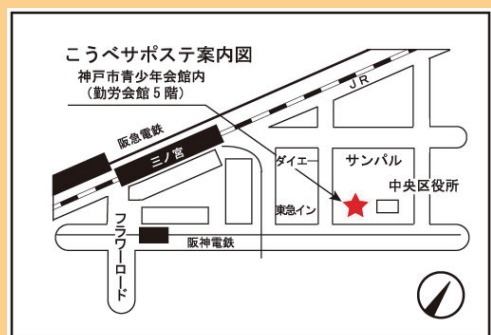 こうべサポステ案内図
神戸市青少年会館内
（勤労会館5階）
JR
阪急電鉄
三ノ宮
ダイエー
サンパル
中央区役所
東急イン
フラワーロード
阪神電鉄